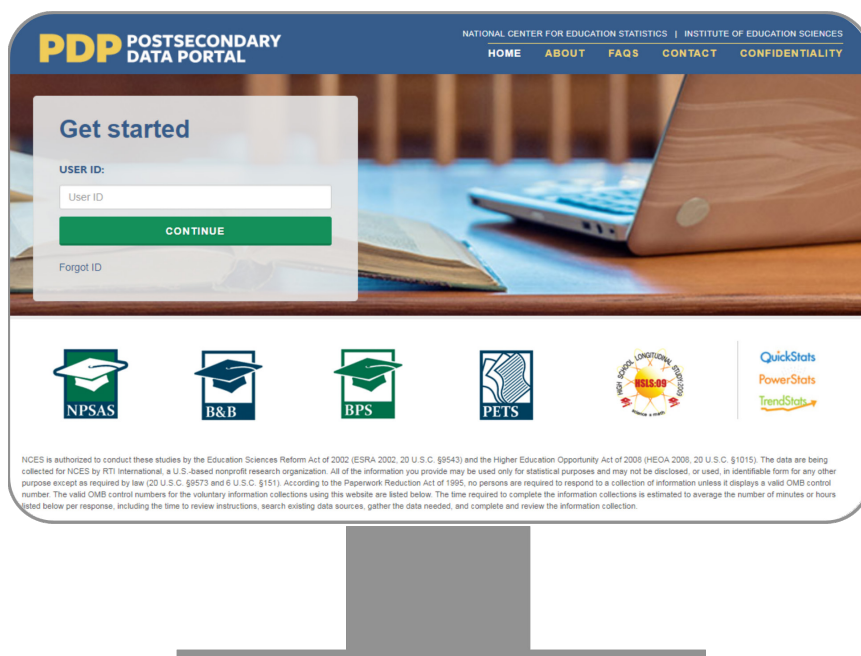 PDP POSTSECONDARY
DATA PORTAL
NATIONAL CENTER FOR EDUCATION STATISTICS | INSTITUTE OF EDUCATION SCIENCES
HOME ABOUT FAQS CONTACT CONFIDENTIALITY
Get started
USER ID:
User ID
CONTINUE
Forgot ID
NPSAS
B&B
BPS
PETS
HIGH SCHOOL LONGITUDINAL STUDY:2009
HSLS:09
science & math
QuickStats
PowerStats
TrendStats
NCES is authorized to conduct these studies by the Education Sciences Reform Act of 2002 (ESRA 2002, 20 U.S.C. §9543) and the Higher Education Opportunity Act of 2008 (HEOA 2008, 20 U.S.C. §1015). The data are being
collected for NCES by RTI International, a U.S.-based nonprofit research organization. All of the information you provide may be used only for statistical purposes and may not be disclosed, or used, in identifiable form for any other
purpose except as required by law (20 U.S.C. §9573 and 6 U.S.C. §151). According to the Paperwork Reduction Act of 1995, no persons are required to respond to a collection of information unless it displays a valid OMB control
number. The valid OMB control numbers for the voluntary information collections using this website are listed below. The time required to complete the information collections is estimated to average the number of minutes or hours
listed below per response, including the time to review instructions, search existing data sources, gather the data needed, and complete and review the information collection.